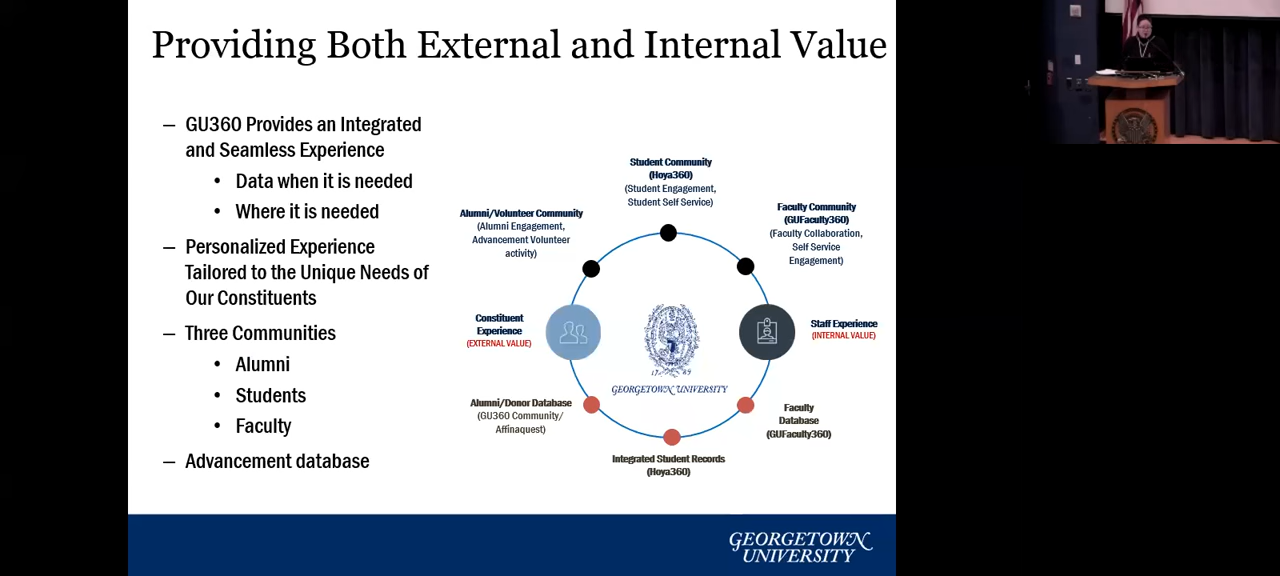 Providing Both External and Internal Value
– GU360 Provides an Integrated
and Seamless Experience
• Data when it is needed
• Where it is needed
– Personalized Experience
Tailored to the Unique Needs of
Our Constituents
– Three Communities
• Alumni
• Students
• Faculty
– Advancement database
Student Community
(Hoya360)
(Student Engagement,
Student Self Service)
Alumni/Volunteer Community
(Alumni Engagement,
Advancement Volunteer
activity)
Faculty Community
(GUFaculty360)
(Faculty Collaboration,
Self Service
Engagement)
Constituent
Experience
(EXTERNAL VALUE)
Staff Experience
(INTERNAL VALUE)
17 89
GEORGETOWN UNIVERSITY
Alumni/Donor Database
(GU360 Community/
Affinaquest)
Faculty
Database
(GUFaculty360)
Integrated Student Records
(Hoya360)
GEORGETOWN
UNIVERSITY